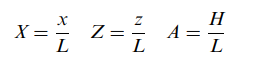 X = x/L Z = z/L A = H/L